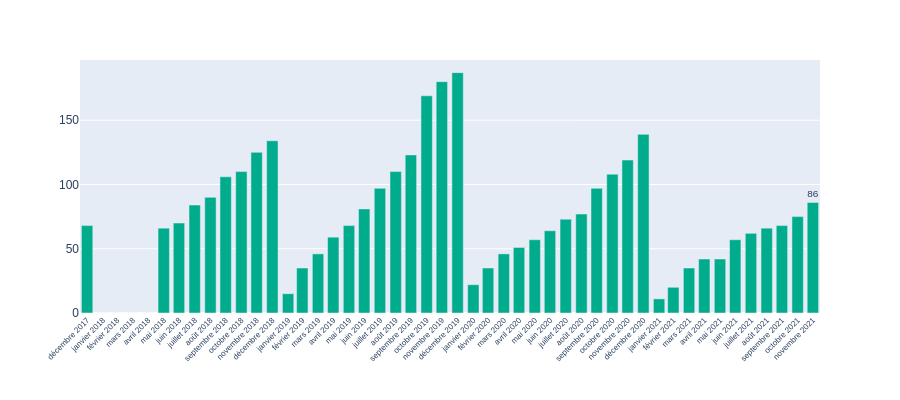 150
100
50
0
86
décembre 2017
janvier 2018
février 2018
mars 2018
avril 2018
mai 2018
juin 2018
juillet 2018
août 2018
septembre 2018
octobre 2018
novembre 2018
décembre 2018
janvier 2019
février 2019
mars 2019
avril 2019
mai 2019
juin 2019
juillet 2019
août 2019
septembre 2019
octobre 2019
novembre 2019
décembre 2019
janvier 2020
février 2020
mars 2020
avril 2020
mai 2020
juin 2020
juillet 2020
août 2020
septembre 2020
octobre 2020
novembre 2020
décembre 2020
janvier 2021
février 2021
mars 2021
avril 2021
mai 2021
juin 2021
juillet 2021
août 2021
septembre 2021
octobre 2021
novembre 2021